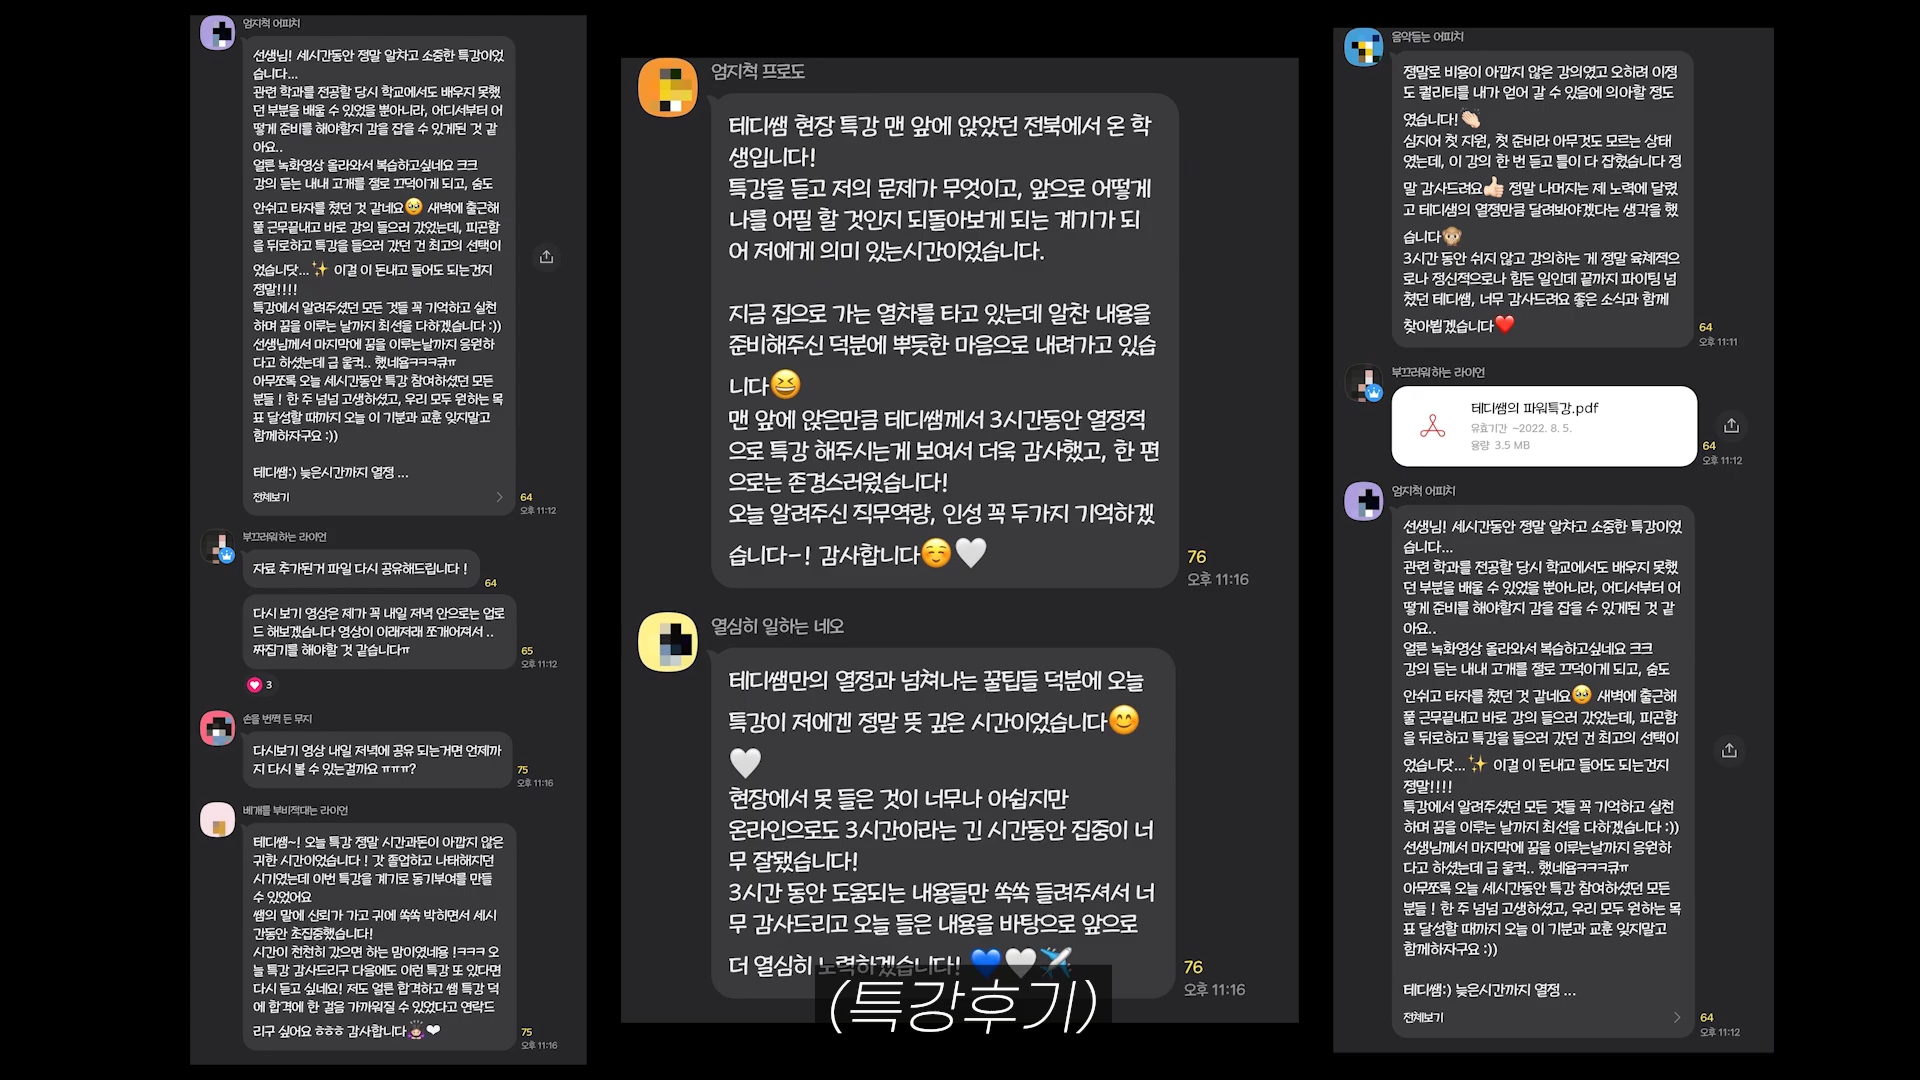 엄지척 어피치
선생님! 세시간동안 정말 알차고 소중한 특강이었
습니다...
관련 학과를 전공할 당시 학교에서도 배우지 못했
던 부분을 배울 수 있었을 뿐아니라, 어디서부터 어
떻게 준비를 해야할지 감을 잡을 수 있게된 것 같
아요..
얼른 녹화영상 올라와서 복습하고싶네요 크크
강의 듣는 내내 고개를 절로 끄덕이게 되고, 숨도
안쉬고 타자를 쳤던 것 같네요🥹 새벽에 출근해
풀 근무끝내고 바로 강의 들으러 갔었는데, 피곤함
을 뒤로하고 특강을 들으러 갔던 건 최고의 선택이
었습니닷...✨ 이걸 이 돈내고 들어도 되는건지
정말!!!!
특강에서 알려주셨던 모든 것들 꼭 기억하고 실천
하며 꿈을 이루는 날까지 최선을 다하겠습니다 :))
선생님께서 마지막에 꿈을 이루는날까지 응원하
다고 하셨는데 급 울컥.. 했네욥ㅋㅋㅋ큐ㅠ
아무쪼록 오늘 세시간동안 특강 참여하셨던 모든
분들 ! 한 주 넘넘 고생하셨고, 우리 모두 원하는 목
표 달성할 때까지 오늘 이 기분과 교훈 잊지말고
함께하자구요 :))
테디쌤:) 늦은시간까지 열정 ...
전체보기
64
오후 11:12
부끄러워 하는 라이언
자료 추가된거 파일 다시 공유해드립니다 !
64
다시 보기 영상은 제가 꼭 내일 저녁 안으로는 업로
드 해보겠습니다 영상이 이래저래 쪼개어져서 ..
짜집기를 해야할 것 같습니다ㅠ
65
오후 11:12
3
손을 번쩍 든 무지
다시보기 영상 내일 저녁에 공유 되는거면 언제까
지 다시 볼 수 있는걸까요 ㅠㅠㅠ?
75
오후 11:16
베개를 부비적대는 라이언
테디쌤~! 오늘 특강 정말 시간과돈이 아깝지 않은
귀한 시간이었습니다 ! 갓 졸업하고 나태해지던
시기였는데 이번 특강을 계기로 동기부여를 만들
수 있었어요
쌤의 말에 신뢰가 가고 귀에 쏙쏙 박히면서 세시
간동안 초집중했습니다!
시간이 천천히 갔으면 하는 맘이였네용 !ㅋㅋㅋ 오
늘 특강 감사드리구 다음에도 이런 특강 또 있다면
다시 듣고 싶네요! 저도 얼른 합격하고 쌤 특강 덕
에 합격에 한 걸을 가까워질 수 있었다고 연락드
리구 싶어요 ㅎㅎㅎ 감사합니다🙇🏻‍♀️❤
75
오후 11:16
엄지척 프로도
테디쌤 현장 특강 맨 앞에 앉았던 전북에서 온 학
생입니다!
특강을 듣고 저의 문제가 무엇이고, 앞으로 어떻게
나를 어필 할 것인지 되돌아보게 되는 계기가 되
어 저에게 의미 있는시간이었습니다.
지금 집으로 가는 열차를 타고 있는데 알찬 내용을
준비해주신 덕분에 뿌듯한 마음으로 내려가고 있습
니다😆
맨 앞에 앉은만큼 테디쌤께서 3시간동안 열정적
으로 특강 해주시는게 보여서 더욱 감사했고, 한 편
으로는 존경스러웠습니다!
오늘 알려주신 직무역량, 인성 꼭 두가지 기억하겠
습니다-! 감사합니다☺️🤍
76
오후 11:16
열심히 일하는 네오
테디쌤만의 열정과 넘쳐나는 꿀팁들 덕분에 오늘
특강이 저에겐 정말 뜻 깊은 시간이었습니다😊
🤍
현장에서 못 들은 것이 너무나 아쉽지만
온라인으로도 3시간이라는 긴 시간동안 집중이 너
무 잘됐습니다!
3시간 동안 도움되는 내용들만 쏙쏙 들려주셔서 너
무 감사드리고 오늘 들은 내용을 바탕으로 앞으로
더 열심히 노력하겠습니다! 💙🤍✈️
76
오후 11:16
(특강후기)
음악듣는 어피치
정말로 비용이 아깝지 않은 강의였고 오히려 이정
도 퀄리티를 내가 얻어 갈 수 있음에 의아할 정도
였습니다!👏🏻
심지어 첫 지원, 첫 준비라 아무것도 모르는 상태
였는데, 이 강의 한 번 듣고 틀이 다 잡혔습니다 정
말 감사드려요👍🏻 정말 나머지는 제 노력에 달렸
고 테디쌤의 열정만큼 달려봐야겠다는 생각을 했
습니다🐵
3시간 동안 쉬지 않고 강의하는 게 정말 육체적으
로나 정신적으로나 힘든 일인데 끝까지 파이팅 넘
쳤던 테디쌤, 너무 감사드려요 좋은 소식과 함께
찾아뵙겠습니다❤️
64
오후 11:11
부끄러워 하는 라이언
테디쌤의 파워특강.pdf
유효기간 ~2022. 8. 5.
용량 3.5 MB
64
오후 11:12
엄지척 어피치
선생님! 세시간동안 정말 알차고 소중한 특강이었
습니다...
관련 학과를 전공할 당시 학교에서도 배우지 못했
던 부분을 배울 수 있었을 뿐아니라, 어디서부터 어
떻게 준비를 해야할지 감을 잡을 수 있게된 것 같
아요..
얼른 녹화영상 올라와서 복습하고싶네요 크크
강의 듣는 내내 고개를 절로 끄덕이게 되고, 숨도
안쉬고 타자를 쳤던 것 같네요🥹 새벽에 출근해
풀 근무끝내고 바로 강의 들으러 갔었는데, 피곤함
을 뒤로하고 특강을 들으러 갔던 건 최고의 선택이
었습니닷...✨ 이걸 이 돈내고 들어도 되는건지
정말!!!!
특강에서 알려주셨던 모든 것들 꼭 기억하고 실천
하며 꿈을 이루는 날까지 최선을 다하겠습니다 :))
선생님께서 마지막에 꿈을 이루는날까지 응원하
다고 하셨는데 급 울컥.. 했네욥ㅋㅋㅋ큐ㅠ
아무쪼록 오늘 세시간동안 특강 참여하셨던 모든
분들 ! 한 주 넘넘 고생하셨고, 우리 모두 원하는 목
표 달성할 때까지 오늘 이 기분과 교훈 잊지말고
함께하자구요 :))
테디쌤:) 늦은시간까지 열정 ...
전체보기
64
오후 11:12